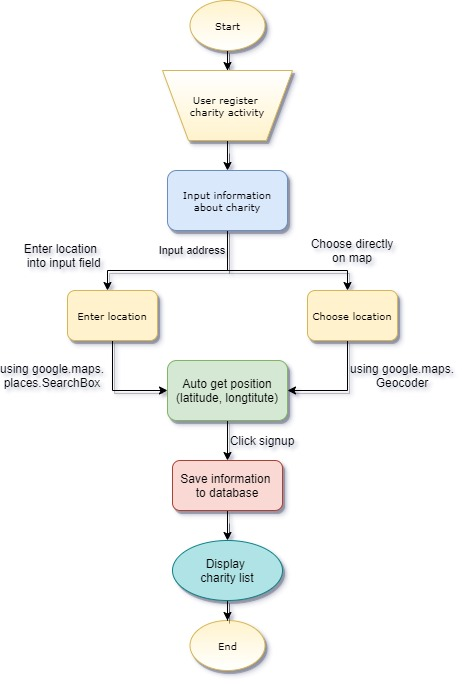 Start
User register
charity activity
Input information
about charity
Enter location
into input field
Input address
Choose directly
on map
Enter location
Choose location
using google.maps.
places.SearchBox
Auto get position
(latitude, longtitute)
using google.maps.
Geocoder
Click signup
Save information
to database
Display
charity list
End